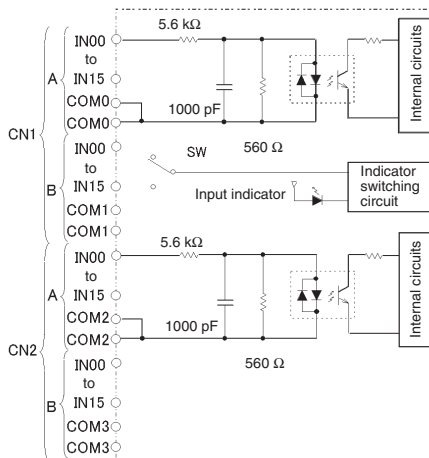 5.6 kΩ
IN00
to
IN15
COM0
COM0
A
1000 pF
560 Ω
Internal circuits
CN1
IN00
to
IN15
COM1
COM1
B
SW
Input indicator
Indicator
switching
circuit
5.6 kΩ
IN00
to
IN15
COM2
COM2
A
1000 pF
560 Ω
Internal circuits
CN2
IN00
to
IN15
COM3
COM3
B